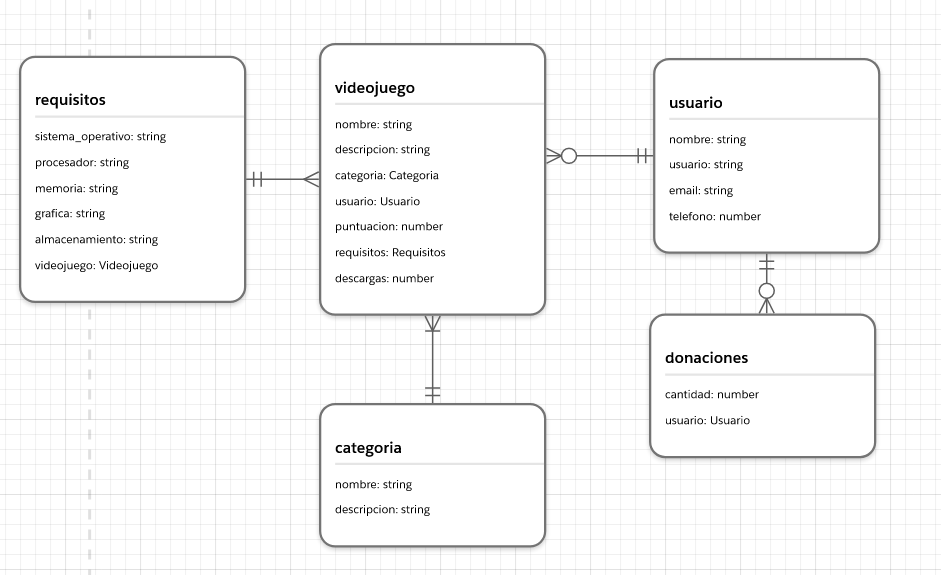 requisitos
sistema_operativo: string
procesador: string
memoria: string
grafica: string
almacenamiento: string
videojuego: Videojuego
videojuego
nombre: string
descripcion: string
categoria: Categoria
usuario: Usuario
puntuacion: number
requisitos: Requisitos
descargas: number
usuario
nombre: string
usuario: string
email: string
telefono: number
donaciones
cantidad: number
usuario: Usuario
categoria
nombre: string
descripcion: string